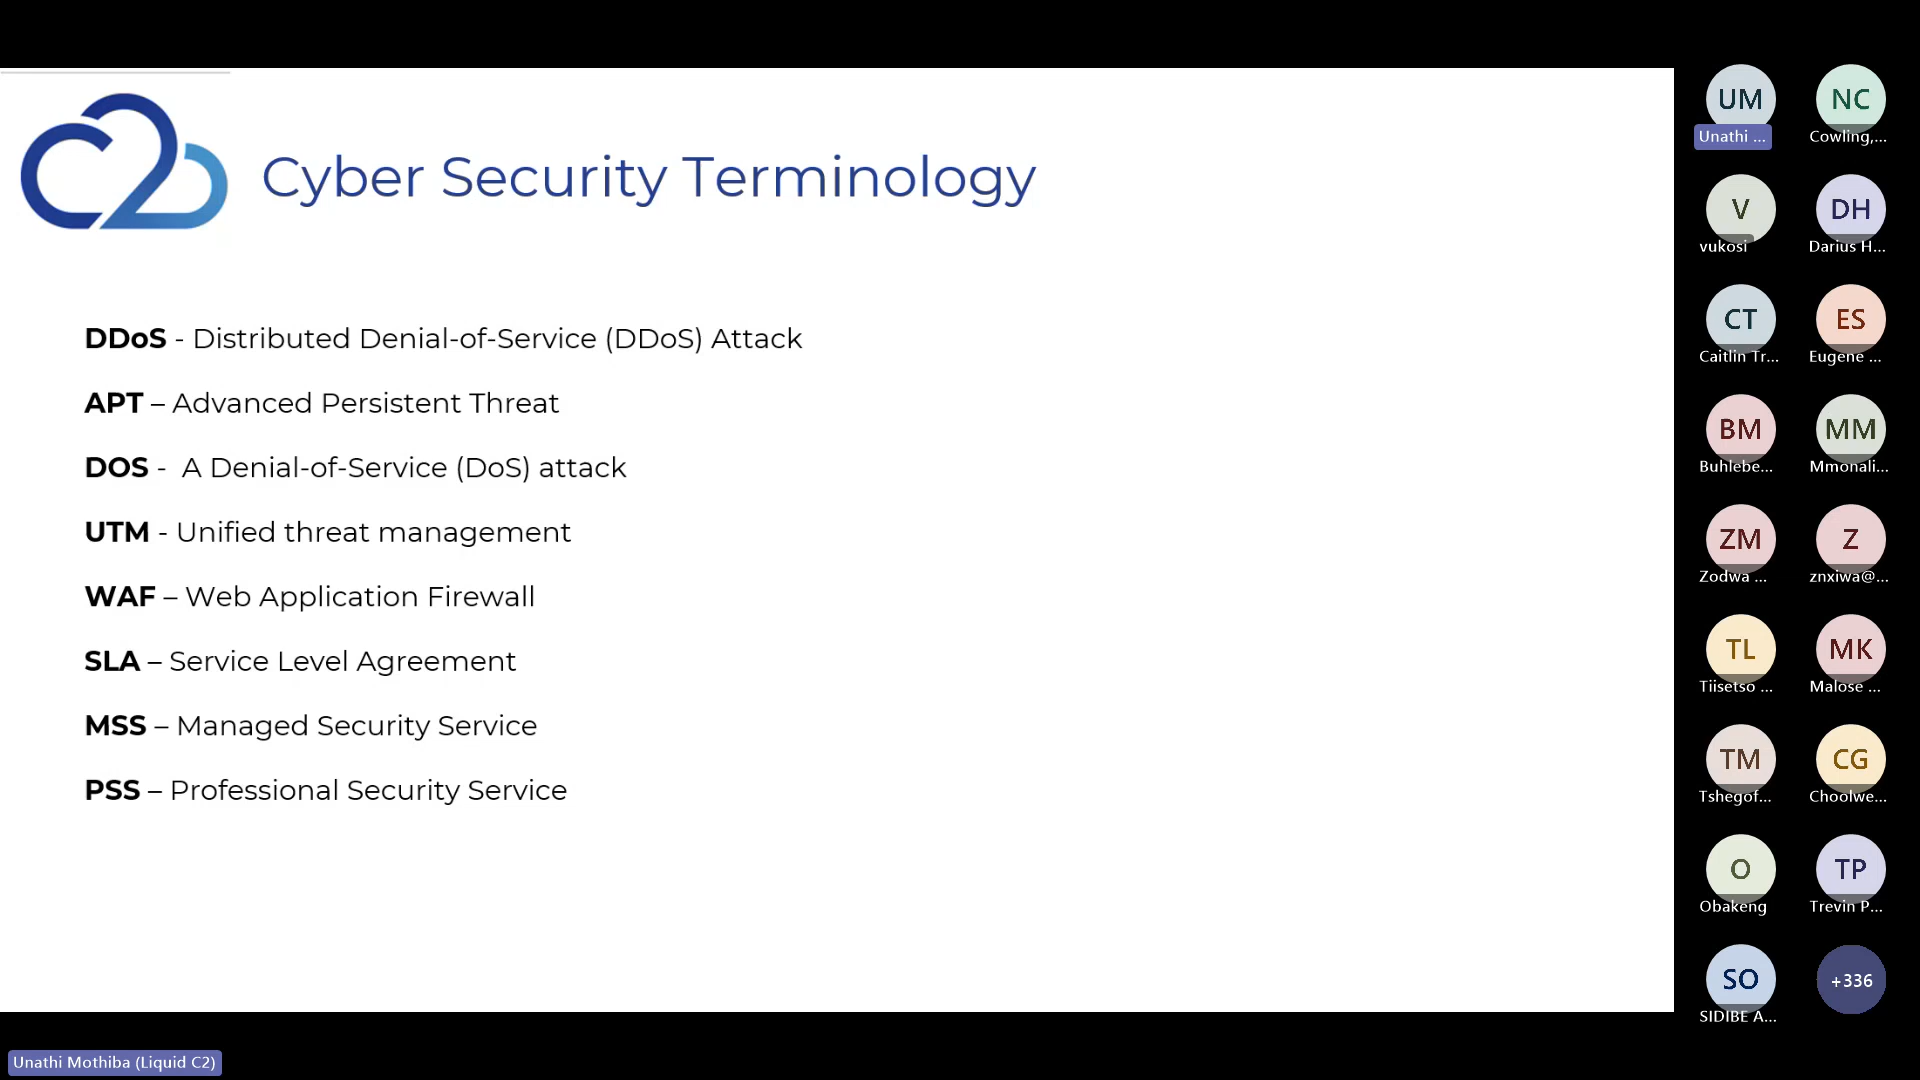 Cyber Security Terminology
DDoS - Distributed Denial-of-Service (DDoS) Attack
APT – Advanced Persistent Threat
DOS -  A Denial-of-Service (DoS) attack
UTM - Unified threat management
WAF – Web Application Firewall
SLA – Service Level Agreement
MSS – Managed Security Service
PSS – Professional Security Service
UM
NC
Unathi ...
Cowling,...
V
DH
vukosi
Darius H...
CT
ES
Caitlin Tr...
Eugene ...
BM
MM
Buhlebe...
Mmonali...
ZM
Z
Zodwa ...
znxiwa@...
TL
MK
Tiisetso ...
Malose ...
TM
CG
Tshegof...
Choolwe...
O
TP
Obakeng
Trevin P...
SO
+336
SIDIBE A...
Unathi Mothiba (Liquid C2)